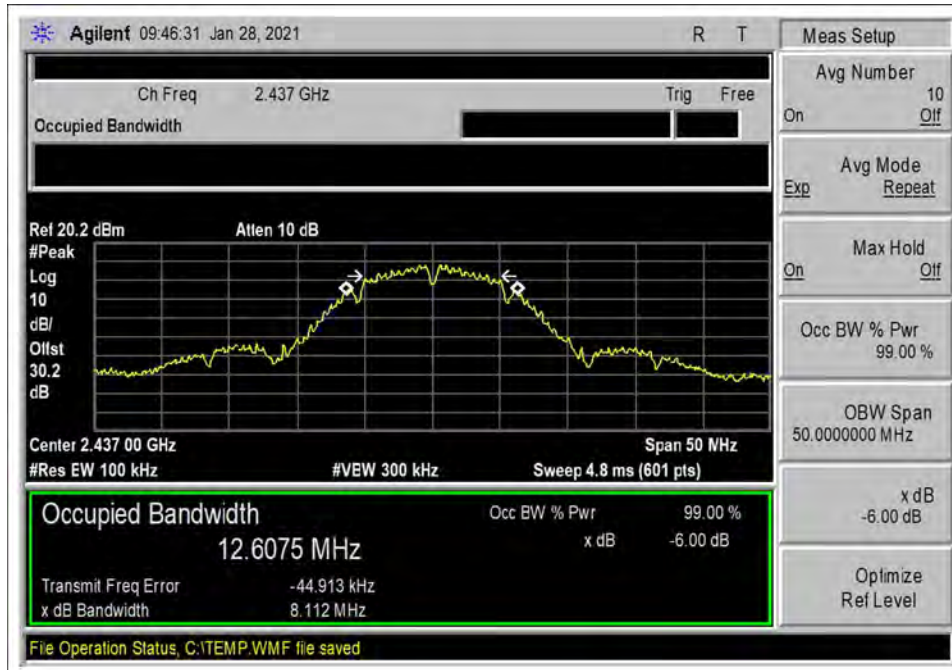 Agilent 09:46:31 Jan 28, 2021 R T
Ch Freq 2.437 GHz Trig Free
Occupied Bandwidth
Ref 20.2 dBm Atten 10 dB
#Peak
Log
10
dB/
Offst
30.2
dB
Center 2.437 00 GHz Span 50 MHz
#Res BW 100 kHz #VBW 300 kHz Sweep 4.8 ms (601 pts)
Occupied Bandwidth Occ BW % Pwr 99.00 %
12.6075 MHz x dB -6.00 dB
Transmit Freq Error -44.913 kHz
x dB Bandwidth 8.112 MHz
File Operation Status, C:\TEMP.WMF file saved
Meas Setup
Avg Number
10
On Off
Avg Mode
Exp Repeat
Max Hold
On Off
Occ BW % Pwr
99.00 %
OBW Span
50.0000000 MHz
x dB
-6.00 dB
Optimize
Ref Level